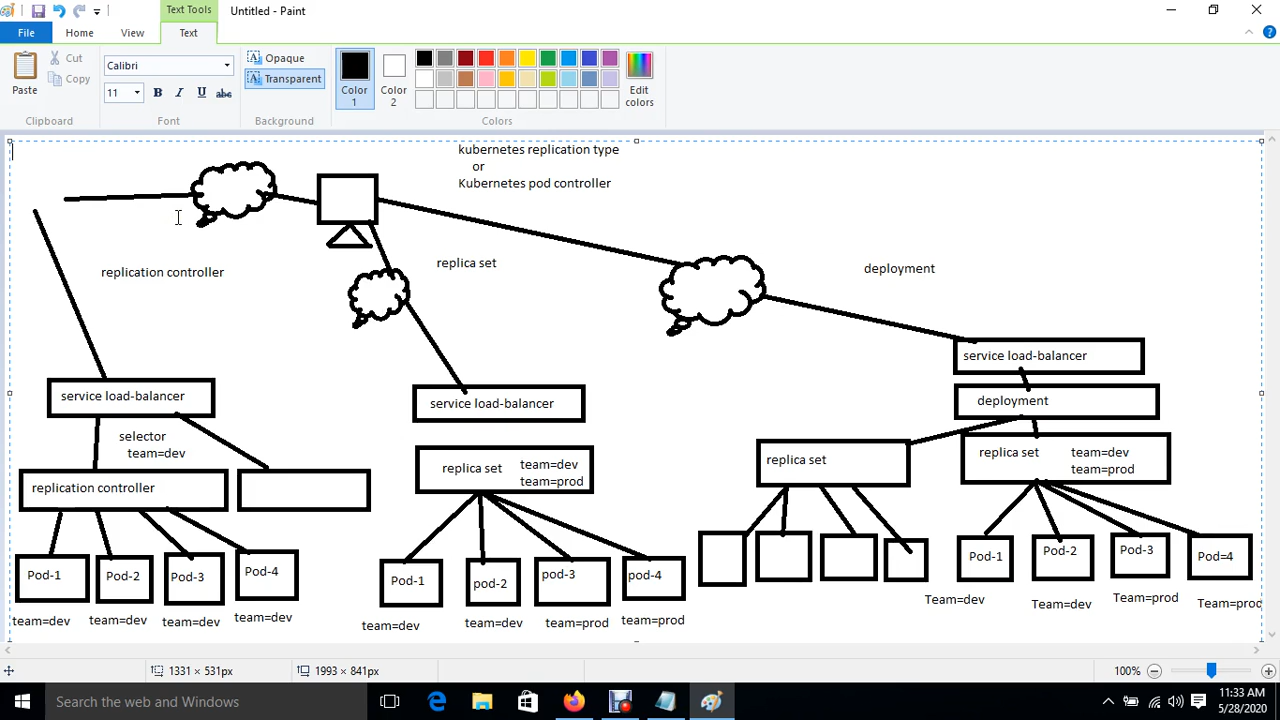 Text Tools
Untitled - Paint
File
Home
View
Text
Paste
Cut
Copy
Clipboard
Calibri
11
B I U abc
Font
Opaque
Transparent
Background
Color
1
Color
2
Edit
colors
Colors
kubernetes replication type
or
Kubernetes pod controller
replication controller
replica set
deployment
service load-balancer
selector
team=dev
replication controller
Pod-1
Pod-2
Pod-3
Pod-4
team=dev
team=dev
team=dev
team=dev
service load-balancer
replica set
team=dev
team=prod
Pod-1
pod-2
pod-3
pod-4
team=dev
team=dev
team=prod
team=prod
service load-balancer
deployment
replica set
replica set
team=dev
team=prod
Pod-1
Pod-2
Pod-3
Pod=4
Team=dev
Team=dev
Team=prod
Team=prod
1331 × 531px
1993 × 841px
100%
Search the web and Windows
11:33 AM
5/28/2020